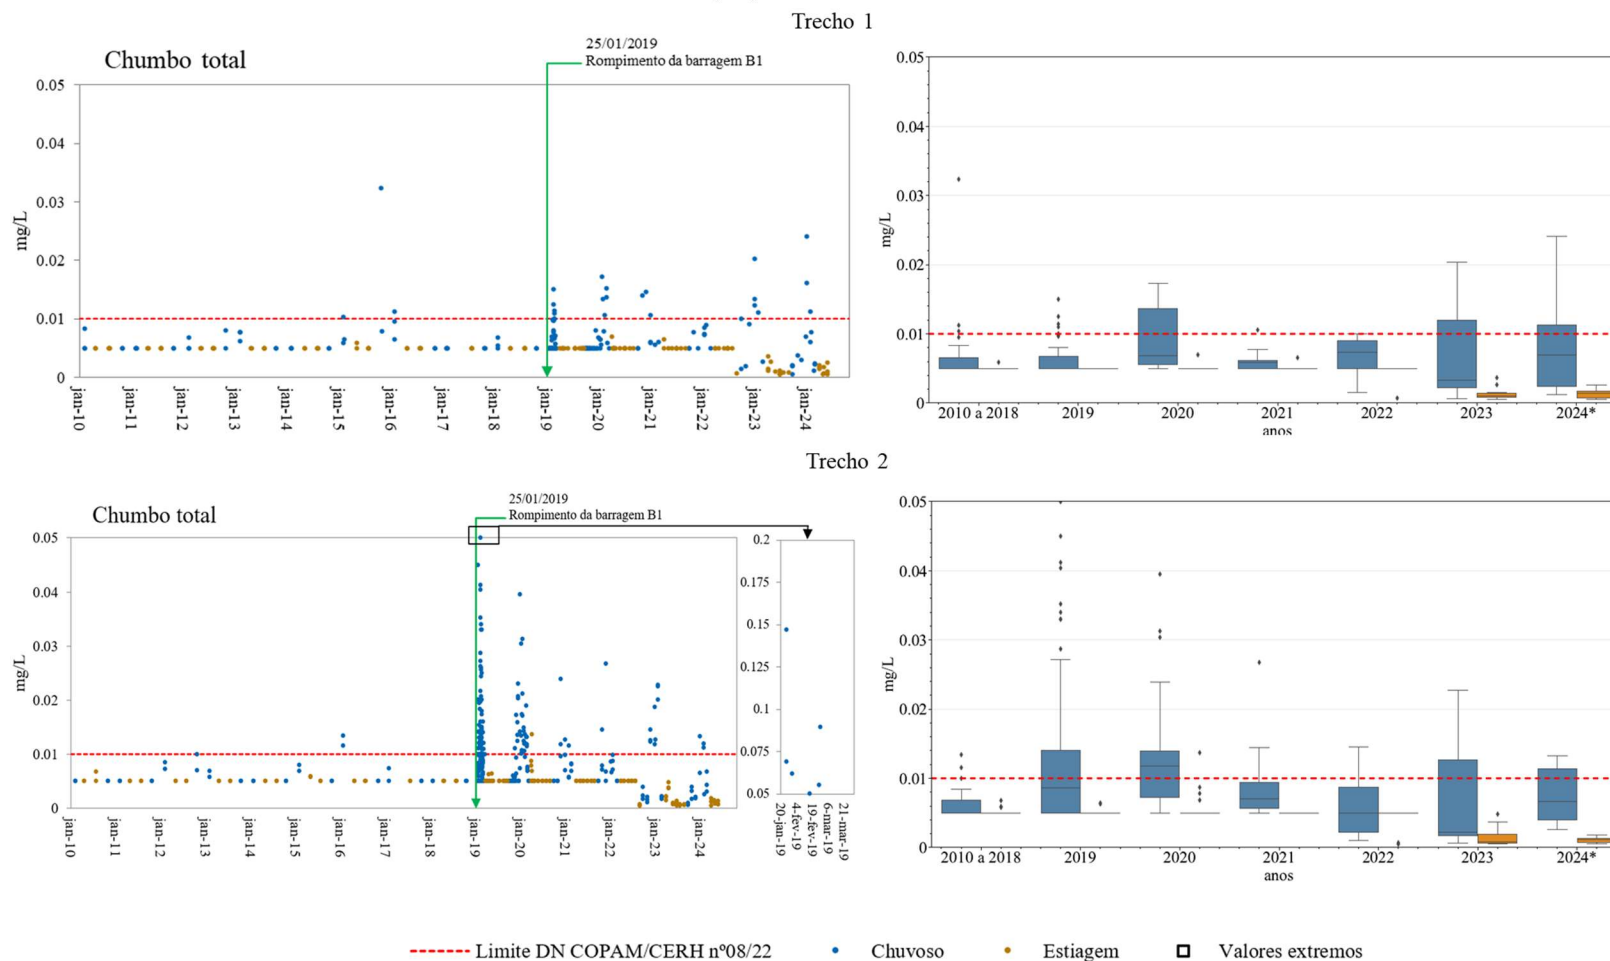 Trecho 1
Chumbo total
25/01/2019
Rompimento da barragem B1
mg/L
0.05
0.04
0.03
0.02
0.01
0
jan-10
jan-11
jan-12
jan-13
jan-14
jan-15
jan-16
jan-17
jan-18
jan-19
jan-20
jan-21
jan-22
jan-23
jan-24
mg/L
0.05
0.04
0.03
0.02
0.01
0
2010 a 2018
2019
2020
2021
2022
2023
2024*
anos
Trecho 2
Chumbo total
25/01/2019
Rompimento da barragem B1
mg/L
0.05
0.04
0.03
0.02
0.01
0
jan-10
jan-11
jan-12
jan-13
jan-14
jan-15
jan-16
jan-17
jan-18
jan-19
jan-20
jan-21
jan-22
jan-23
jan-24
0.2
0.175
0.15
0.125
0.1
0.075
0.05
20-jan-19
4-fev-19
19-fev-19
6-mar-19
21-mar-19
mg/L
0.05
0.04
0.03
0.02
0.01
0
2010 a 2018
2019
2020
2021
2022
2023
2024*
anos
Limite DN COPAM/CERH nº08/22
Chuvoso
Estiagem
Valores extremos